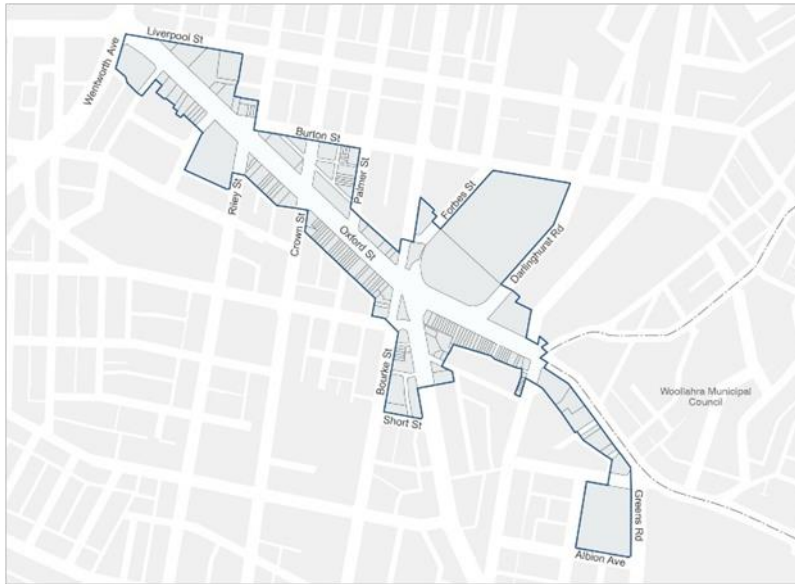 Liverpool St
Wentworth Ave
Burton St
Palmer St
Riley St
Crown St
Oxford St
Forbes St
Darlinghurst Rd
Bourke St
Short St
Woollahra Municipal
Council
Greens Rd
Albion Ave